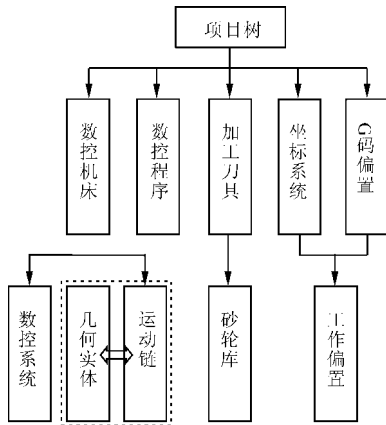 项目树
数控机床
数控程序
加工刀具
坐标系统
G码偏置
数控系统
几何实体
运动链
砂轮库
工作偏置